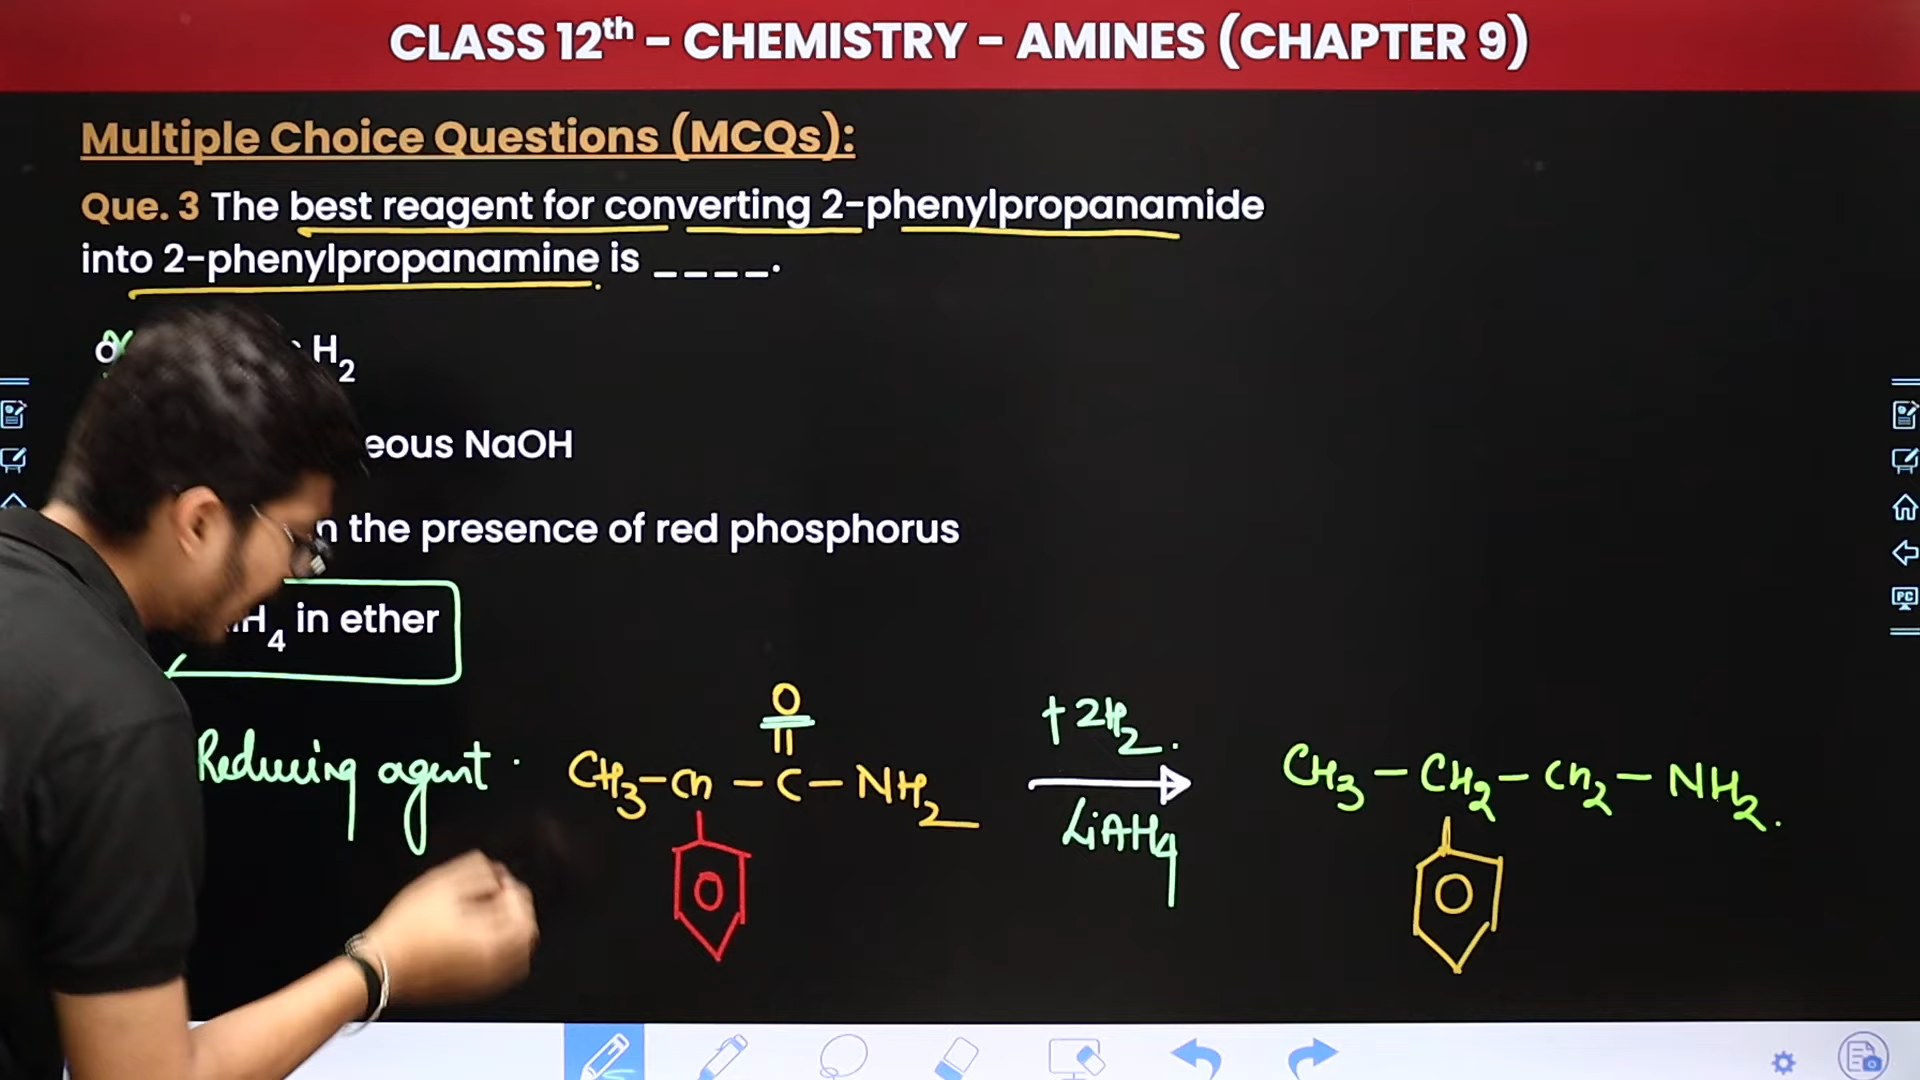 CLASS 12th - CHEMISTRY - AMINES (CHAPTER 9)
Multiple Choice Questions (MCQs):
Que. 3 The best reagent for converting 2-phenylpropanamide
into 2-phenylpropanamine is ____.
H2
eous NaOH
n the presence of red phosphorus
H4 in ether
Reducing agent.
O
CH3-CH-C-NH2
+2H2.
LiAlH4
CH3-CH2-CH2-NH2.
PC